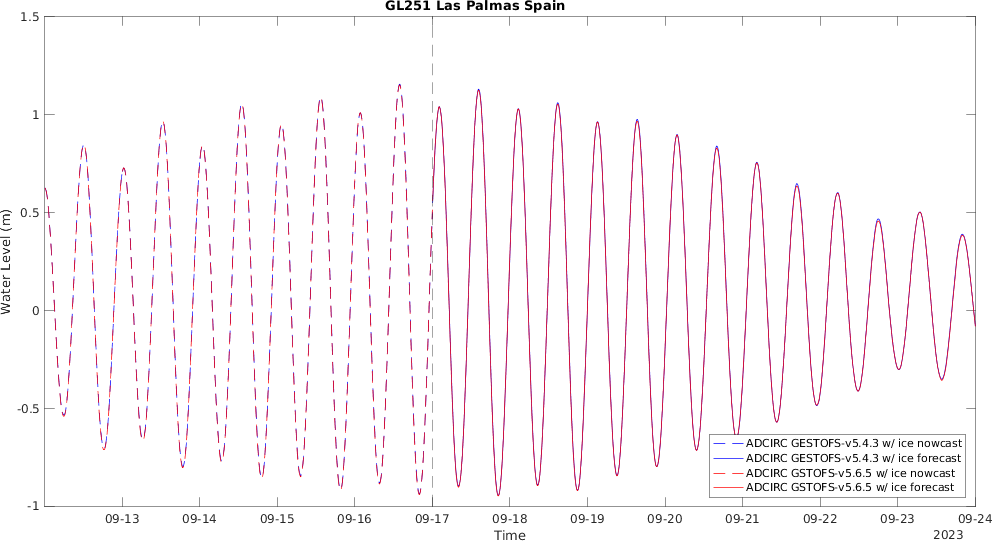 GL251 Las Palmas Spain
1.5
1
0.5
0
-0.5
-1
Water Level (m)
ADCIRC GESTOFS-v5.4.3 w/ ice nowcast
ADCIRC GESTOFS-v5.4.3 w/ ice forecast
ADCIRC GSTOFS-v5.6.5 w/ ice nowcast
ADCIRC GSTOFS-v5.6.5 w/ ice forecast
09-13 09-14 09-15 09-16 09-17 09-18 09-19 09-20 09-21 09-22 09-23 09-24
Time
2023